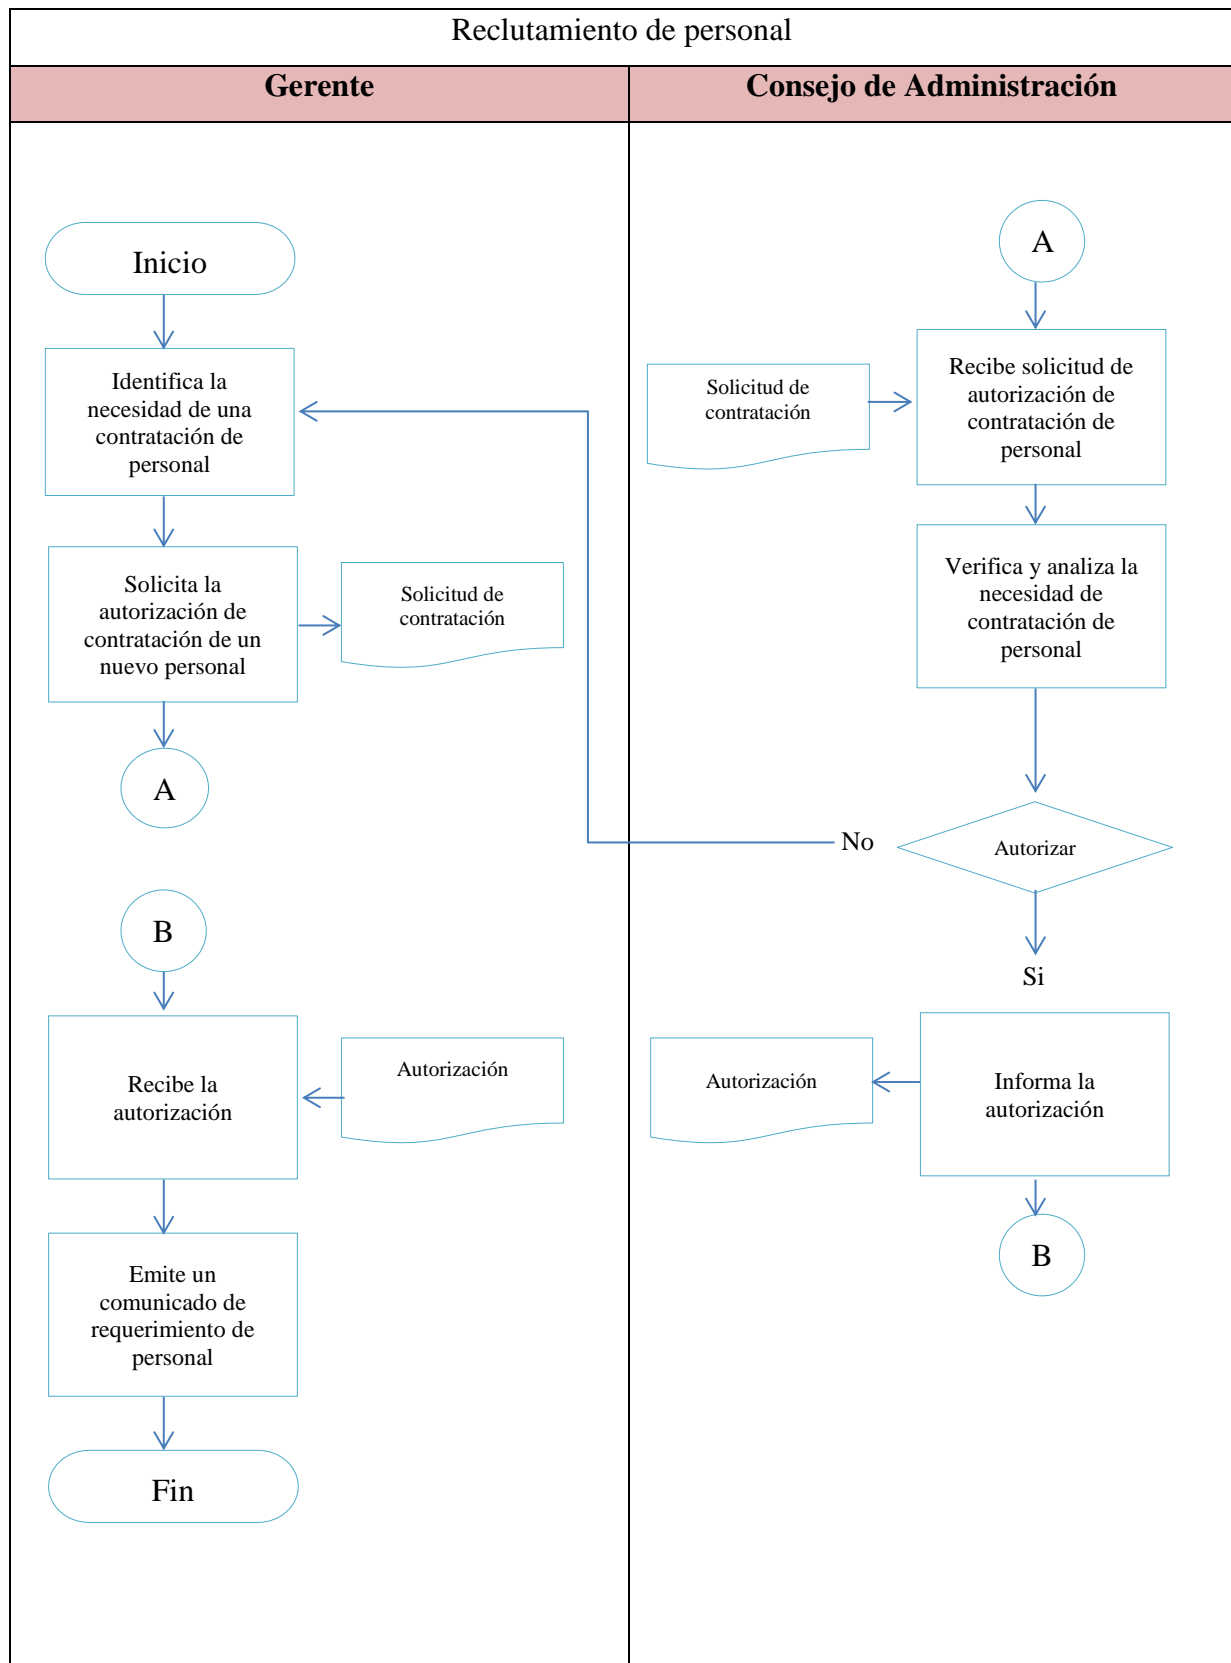 Reclutamiento de personal
Gerente
Consejo de Administración
Inicio
Identifica la
necesidad de una
contratación de
personal
Solicita la
autorización de
contratación de un
nuevo personal
Solicitud de
contratación
A
B
Recibe la
autorización
Autorización
Emite un
comunicado de
requerimiento de
personal
Fin
A
Solicitud de
contratación
Recibe solicitud de
autorización de
contratación de
personal
Verifica y analiza la
necesidad de
contratación de
personal
No
Autorizar
Si
Autorización
Informa la
autorización
B